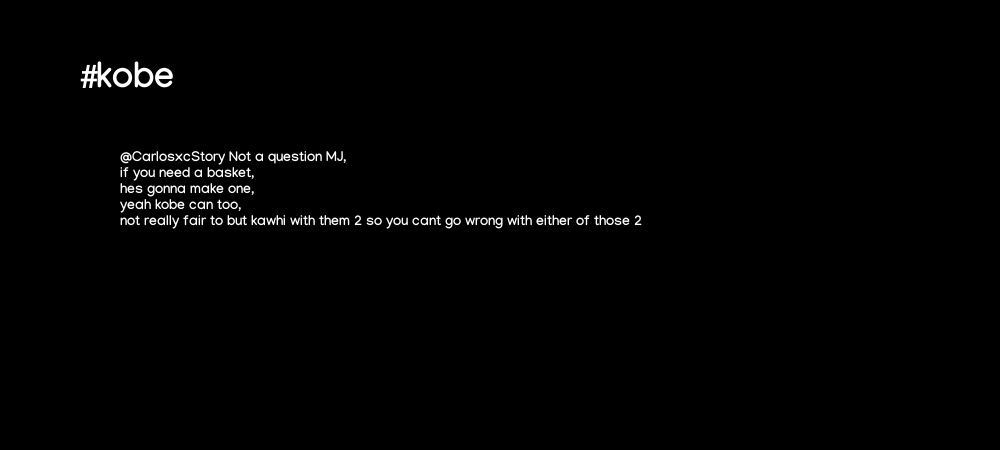 #kobe
@CarlosxcStory Not a question MJ,
if you need a basket,
hes gonna make one,
yeah kobe can too,
not really fair to but kawhi with them 2 so you cant go wrong with either of those 2